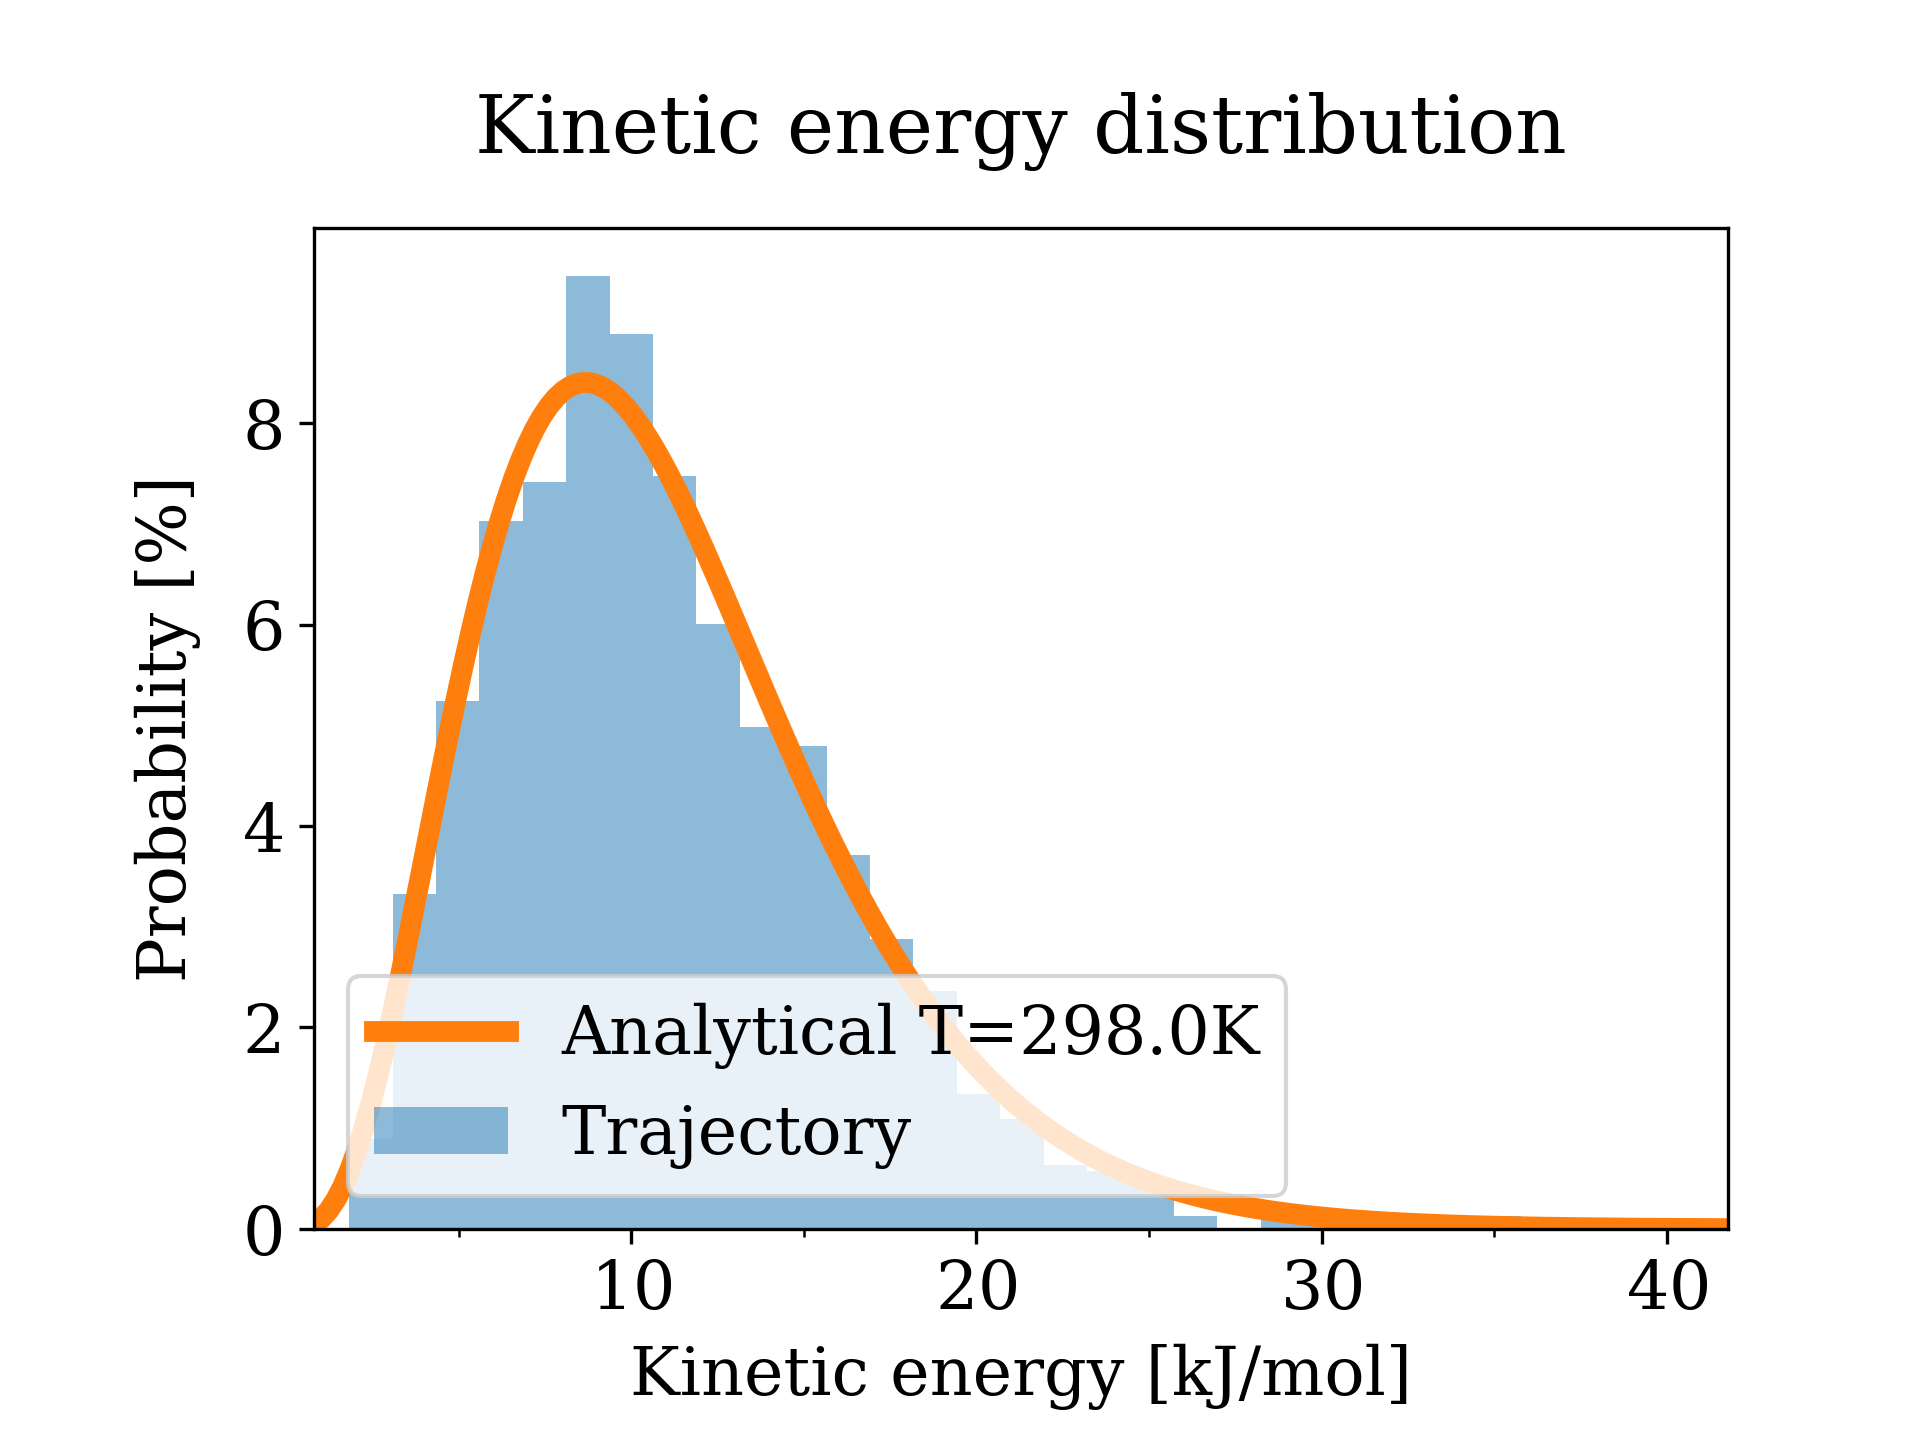 Kinetic energy distribution
Probability [%]
8
6
4
2
0
Analytical T=298.0K
Trajectory
10 20 30 40
Kinetic energy [kJ/mol]